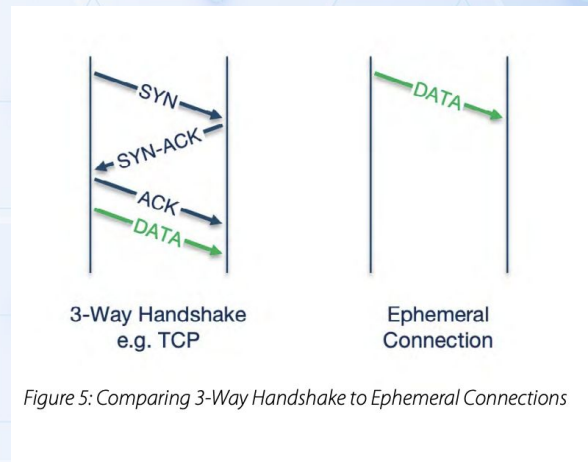 SYN
SYN-ACK
ACK
DATA
3-Way Handshake
e.g. TCP
DATA
Ephemeral
Connection
Figure 5: Comparing 3-Way Handshake to Ephemeral Connections